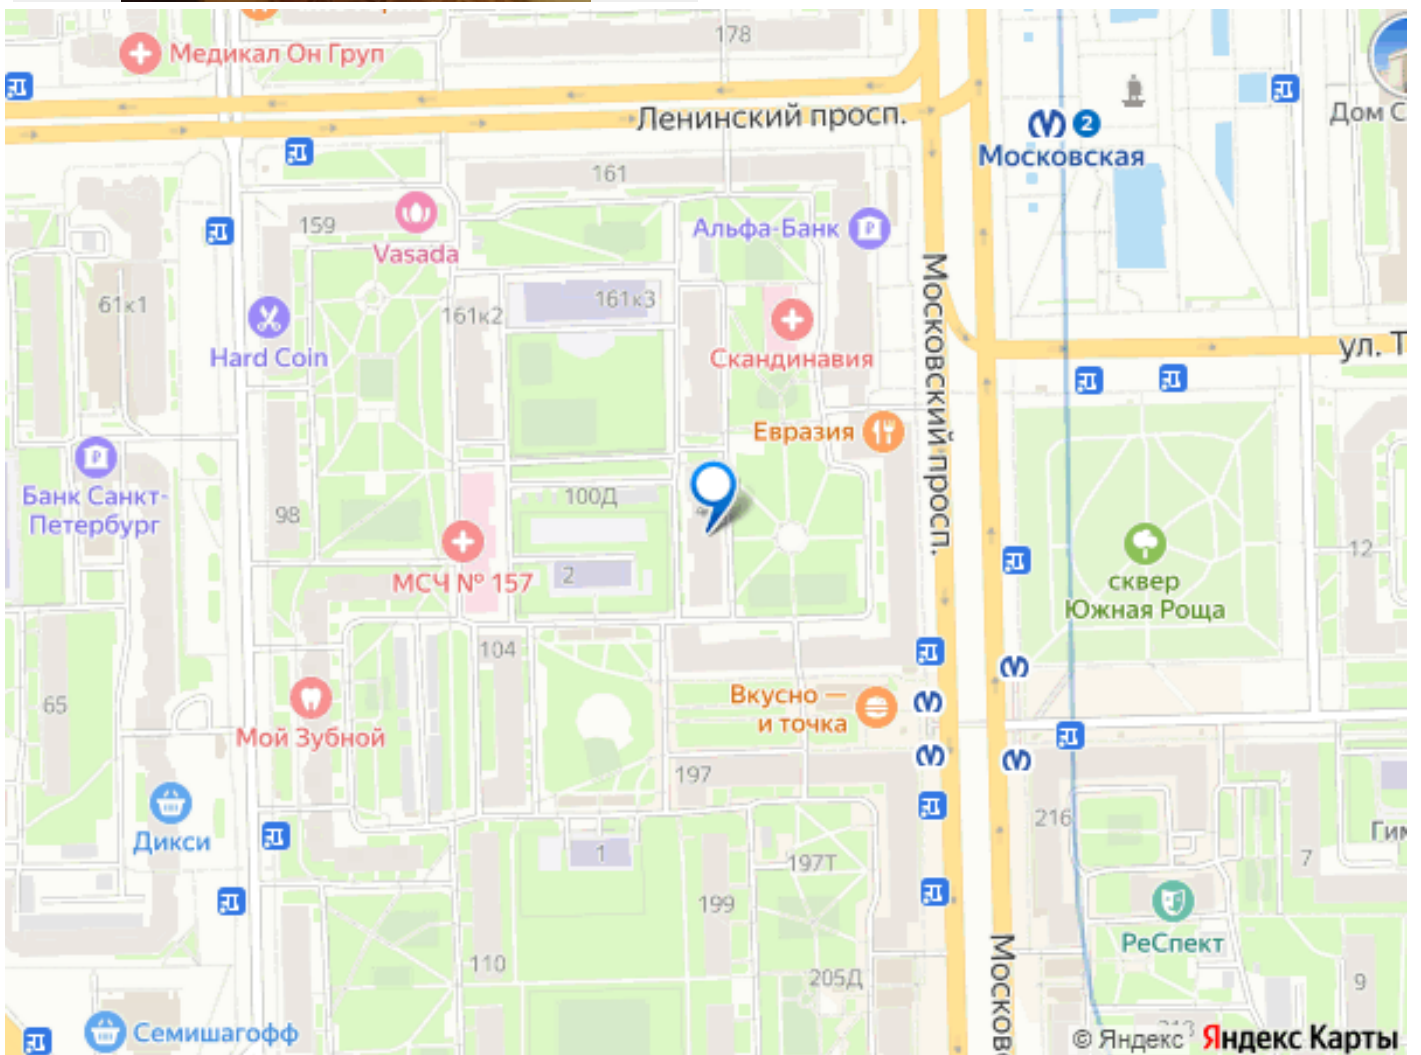 178
Медикал Он Груп
Ленинский просп.
2
Московская
Дом С
161
159
Vasada
Альфа-Банк
61к1
161к2
161к3
Hard Coin
Скандинавия
Московский просп.
ул. Т
Евразия
Банк Санкт-
Петербург
98
100Д
МСЧ № 157
2
сквер
Южная Роща
12
104
65
Мой Зубной
Вкусно —
и точка
197
216
Дикси
1
197Т
7
Гим
199
РеСпект
110
205Д
9
Московс
Семишагофф
© Яндекс
Яндекс Карты